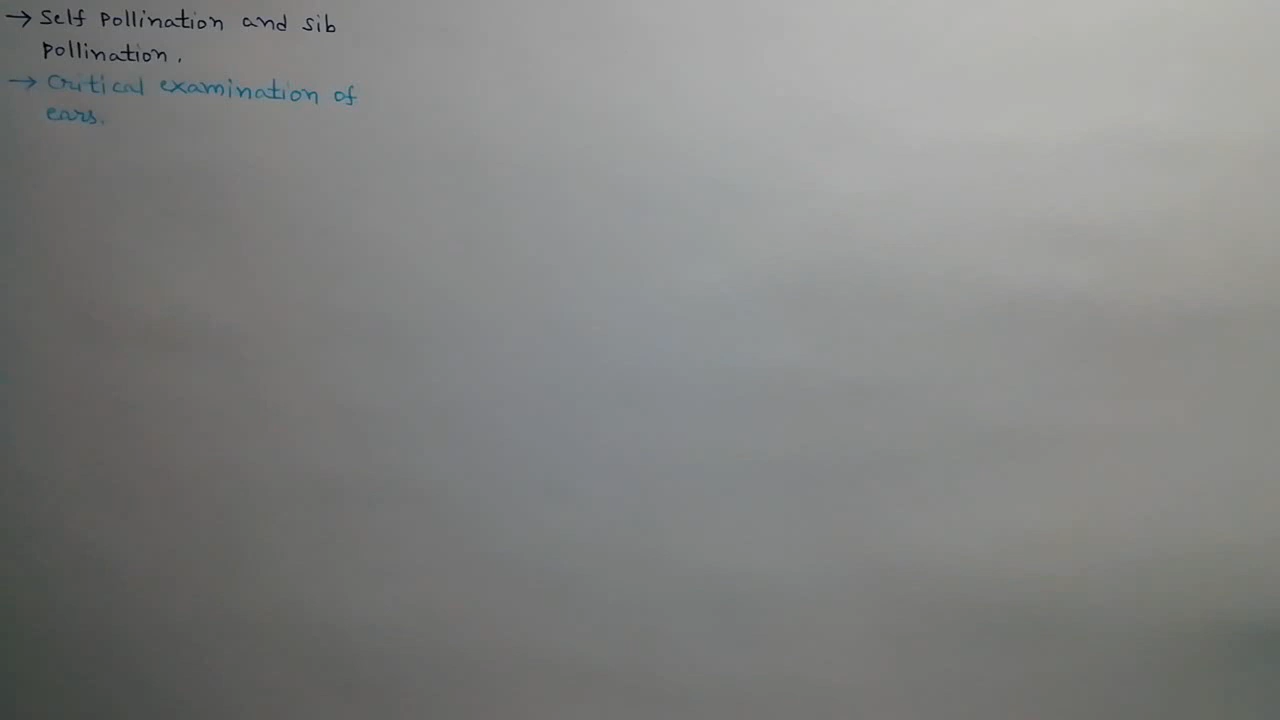 → Self pollination and sib
pollination.
→ Critical examination of
ears.